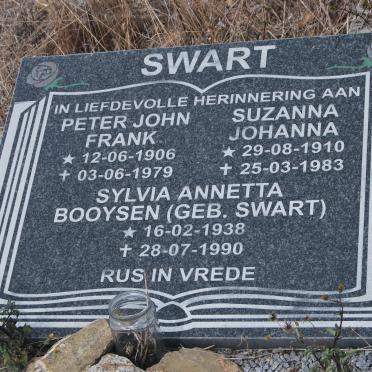 SWART
IN LIEFDEVOLLE HERINNERING AAN
PETER JOHN FRANK
★ 12-06-1906
✝ 03-06-1979
SUZANNA JOHANNA
★ 29-08-1910
✝ 25-03-1983
SYLVIA ANNETTA
BOOYSEN (GEB. SWART)
★ 16-02-1938
✝ 28-07-1990
RUS IN VREDE